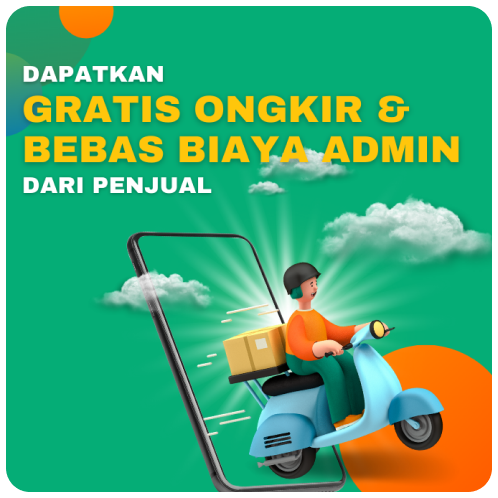 DAPATKAN
GRATIS ONGKIR &
BEBAS BIAYA ADMIN
DARI PENJUAL